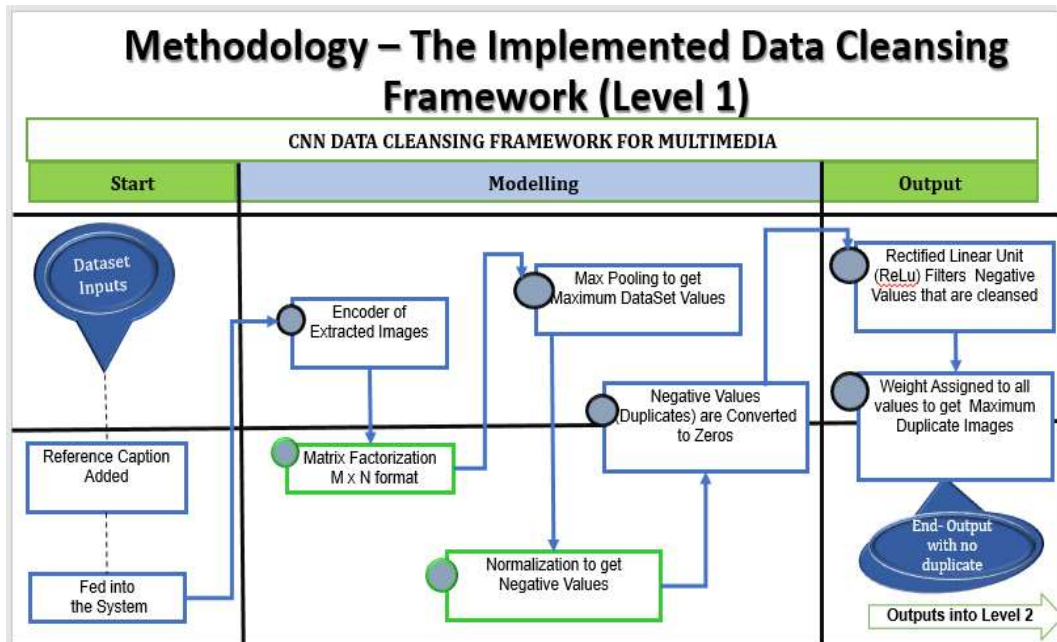 Methodology – The Implemented Data Cleansing
Framework (Level 1)
CNN DATA CLEANSING FRAMEWORK FOR MULTIMEDIA
Start
Modelling
Output
Dataset
Inputs
Reference Caption
Added
Fed into
the System
Encoder of
Extracted Images
Matrix Factorization
M x N format
Max Pooling to get
Maximum DataSet Values
Normalization to get
Negative Values
Negative Values
(Duplicates) are Converted
to Zeros
Rectified Linear Unit
(ReLu) Filters Negative
Values that are cleansed
Weight Assigned to all
values to get Maximum
Duplicate Images
End- Output
with no
duplicate
Outputs into Level 2